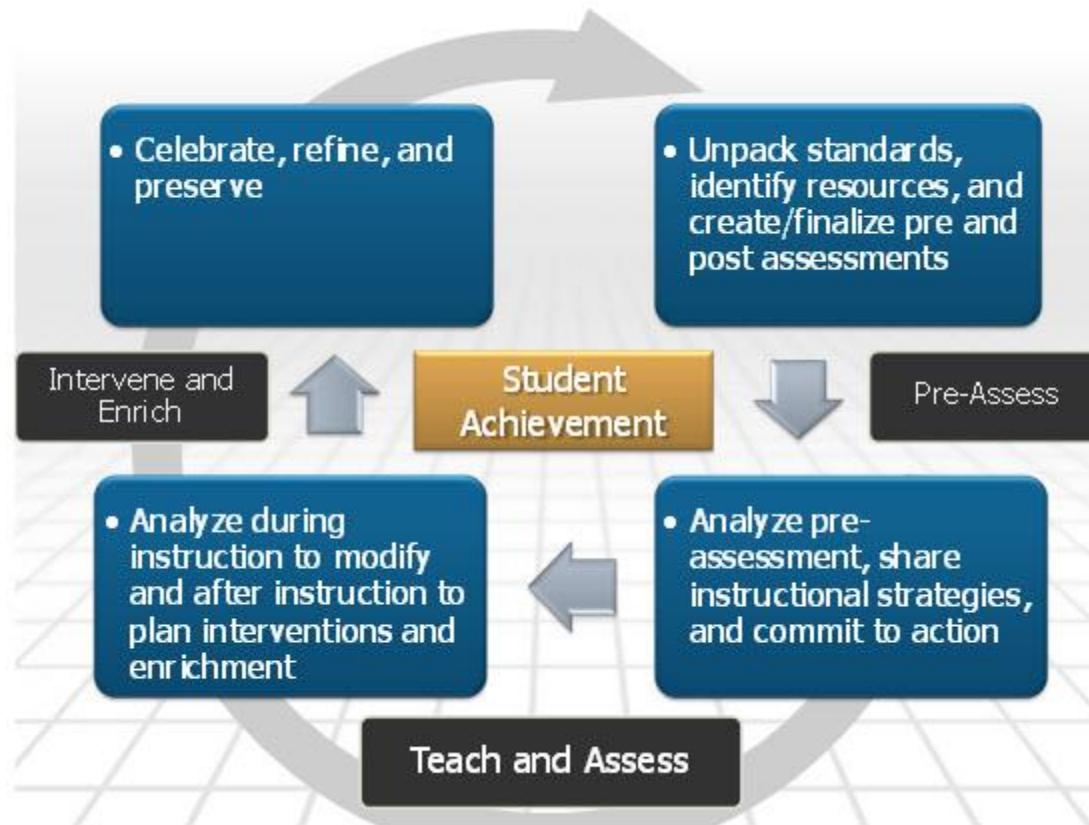 • Celebrate, refine, and
preserve
• Unpack standards,
identify resources, and
create/finalize pre and
post assessments
Intervene and
Enrich
Student
Achievement
Pre-Assess
• Analyze during
instruction to modify
and after instruction to
plan interventions and
enrichment
• Analyze pre-
assessment, share
instructional strategies,
and commit to action
Teach and Assess